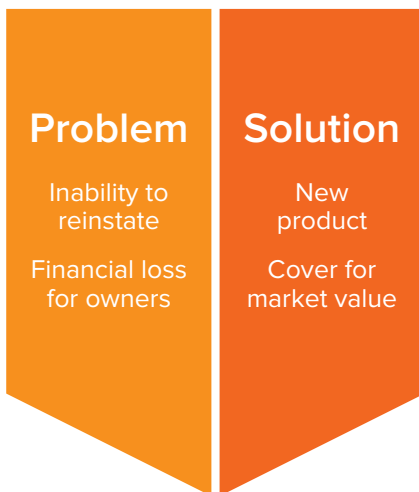 Problem
Inability to
reinstate
Financial loss
for owners
Solution
New
product
Cover for
market value